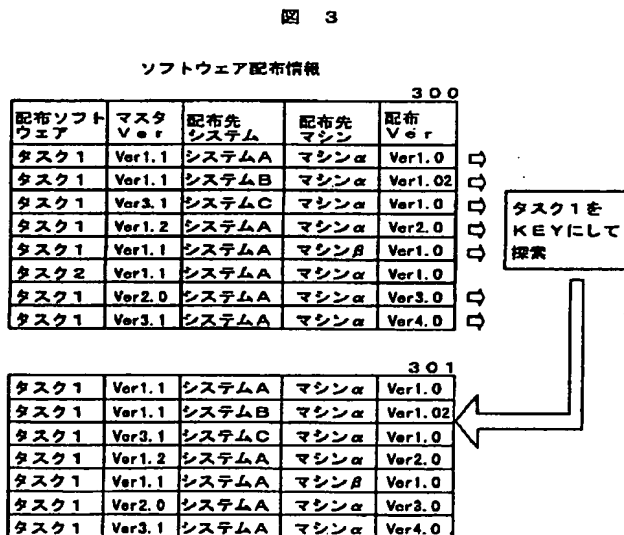 図 3
ソフトウェア配布情報
300
配布ソフト マスタ 配布先 配布先 配布
ウェア Ver システム マシン Ver
タスク1 Ver1.1 システムA マシンα Ver1.0
タスク1 Ver1.1 システムB マシンα Ver1.02
タスク1 Ver3.1 システムC マシンα Ver1.0
タスク1 Ver1.2 システムA マシンα Ver2.0
タスク1 Ver1.1 システムA マシンβ Ver1.0
タスク2 Ver1.1 システムA マシンα Ver1.0
タスク1 Ver2.0 システムA マシンα Ver3.0
タスク1 Ver3.1 システムA マシンα Ver4.0
タスク1を
KEYにして
探索
301
タスク1 Ver1.1 システムA マシンα Ver1.0
タスク1 Ver1.1 システムB マシンα Ver1.02
タスク1 Ver3.1 システムC マシンα Ver1.0
タスク1 Ver1.2 システムA マシンα Ver2.0
タスク1 Ver1.1 システムA マシンβ Ver1.0
タスク1 Ver2.0 システムA マシンα Ver3.0
タスク1 Ver3.1 システムA マシンα Ver4.0